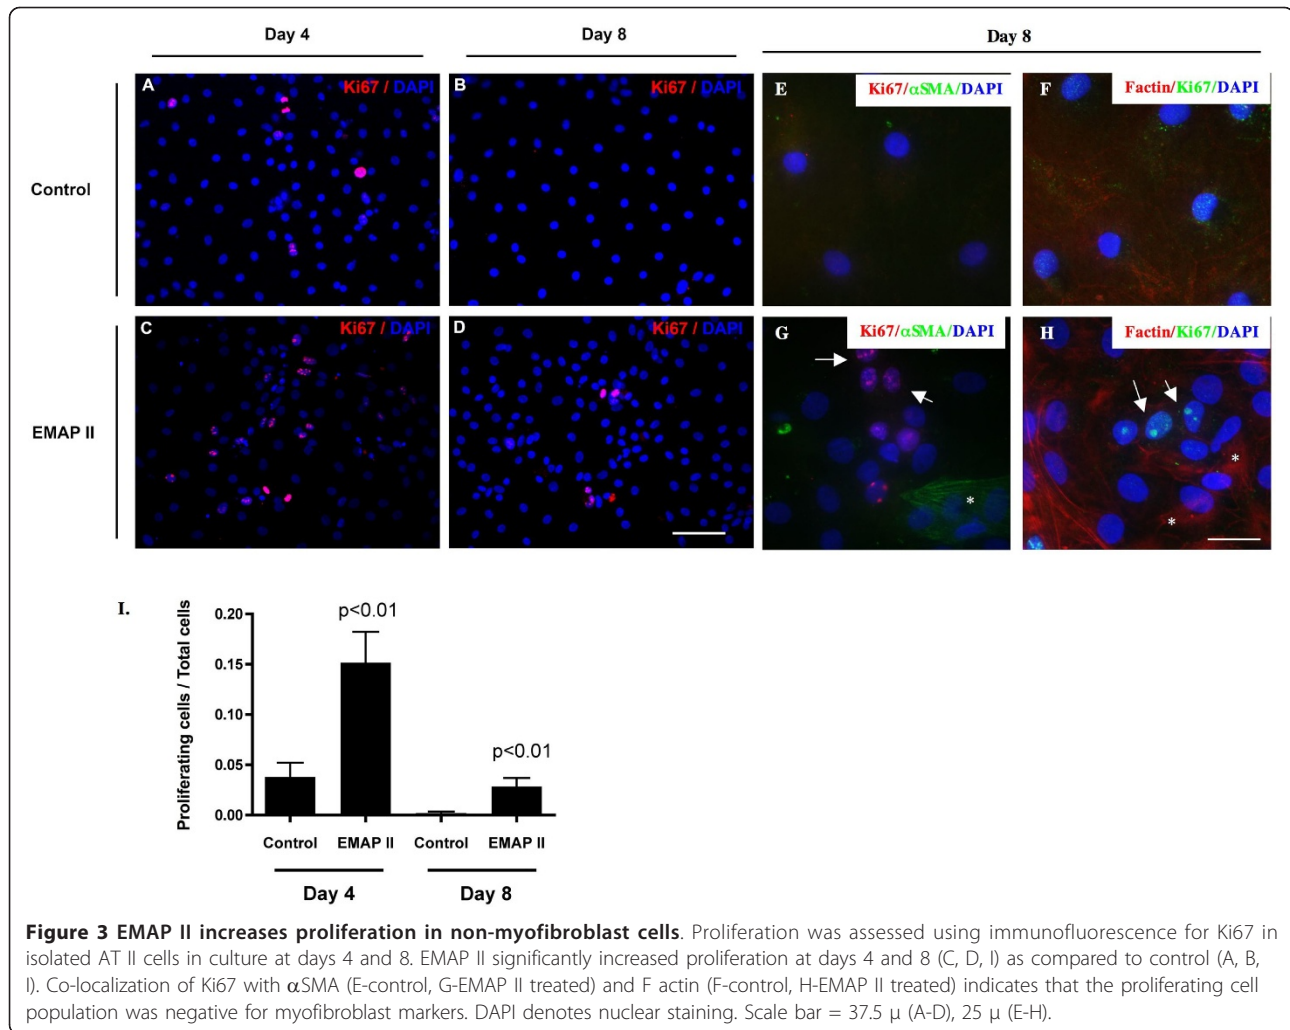 Day 4
Day 8
Day 8
Control
A
Ki67 / DAPI
B
Ki67 / DAPI
E
Ki67/αSMA/DAPI
F
Factin/Ki67/DAPI
EMAP II
C
Ki67 / DAPI
D
Ki67 / DAPI
G
Ki67/αSMA/DAPI
*
H
Factin/Ki67/DAPI
*
*
I.
Proliferating cells / Total cells
0.20
0.15
0.10
0.05
0.00
p<0.01
p<0.01
Control
EMAP II
Control
EMAP II
Day 4
Day 8
Figure 3 EMAP II increases proliferation in non-myofibroblast cells. Proliferation was assessed using immunofluorescence for Ki67 in
isolated AT II cells in culture at days 4 and 8. EMAP II significantly increased proliferation at days 4 and 8 (C, D, I) as compared to control (A, B,
I). Co-localization of Ki67 with αSMA (E-control, G-EMAP II treated) and F actin (F-control, H-EMAP II treated) indicates that the proliferating cell
population was negative for myofibroblast markers. DAPI denotes nuclear staining. Scale bar = 37.5 μ (A-D), 25 μ (E-H).